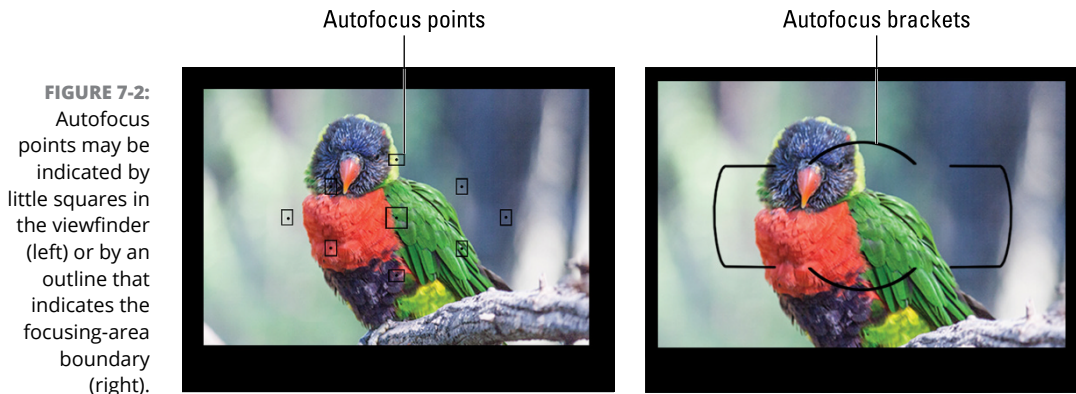 Autofocus points
Autofocus brackets
FIGURE 7-2:
Autofocus
points may be
indicated by
little squares in
the viewfinder
(left) or by an
outline that
indicates the
focusing-area
boundary
(right).